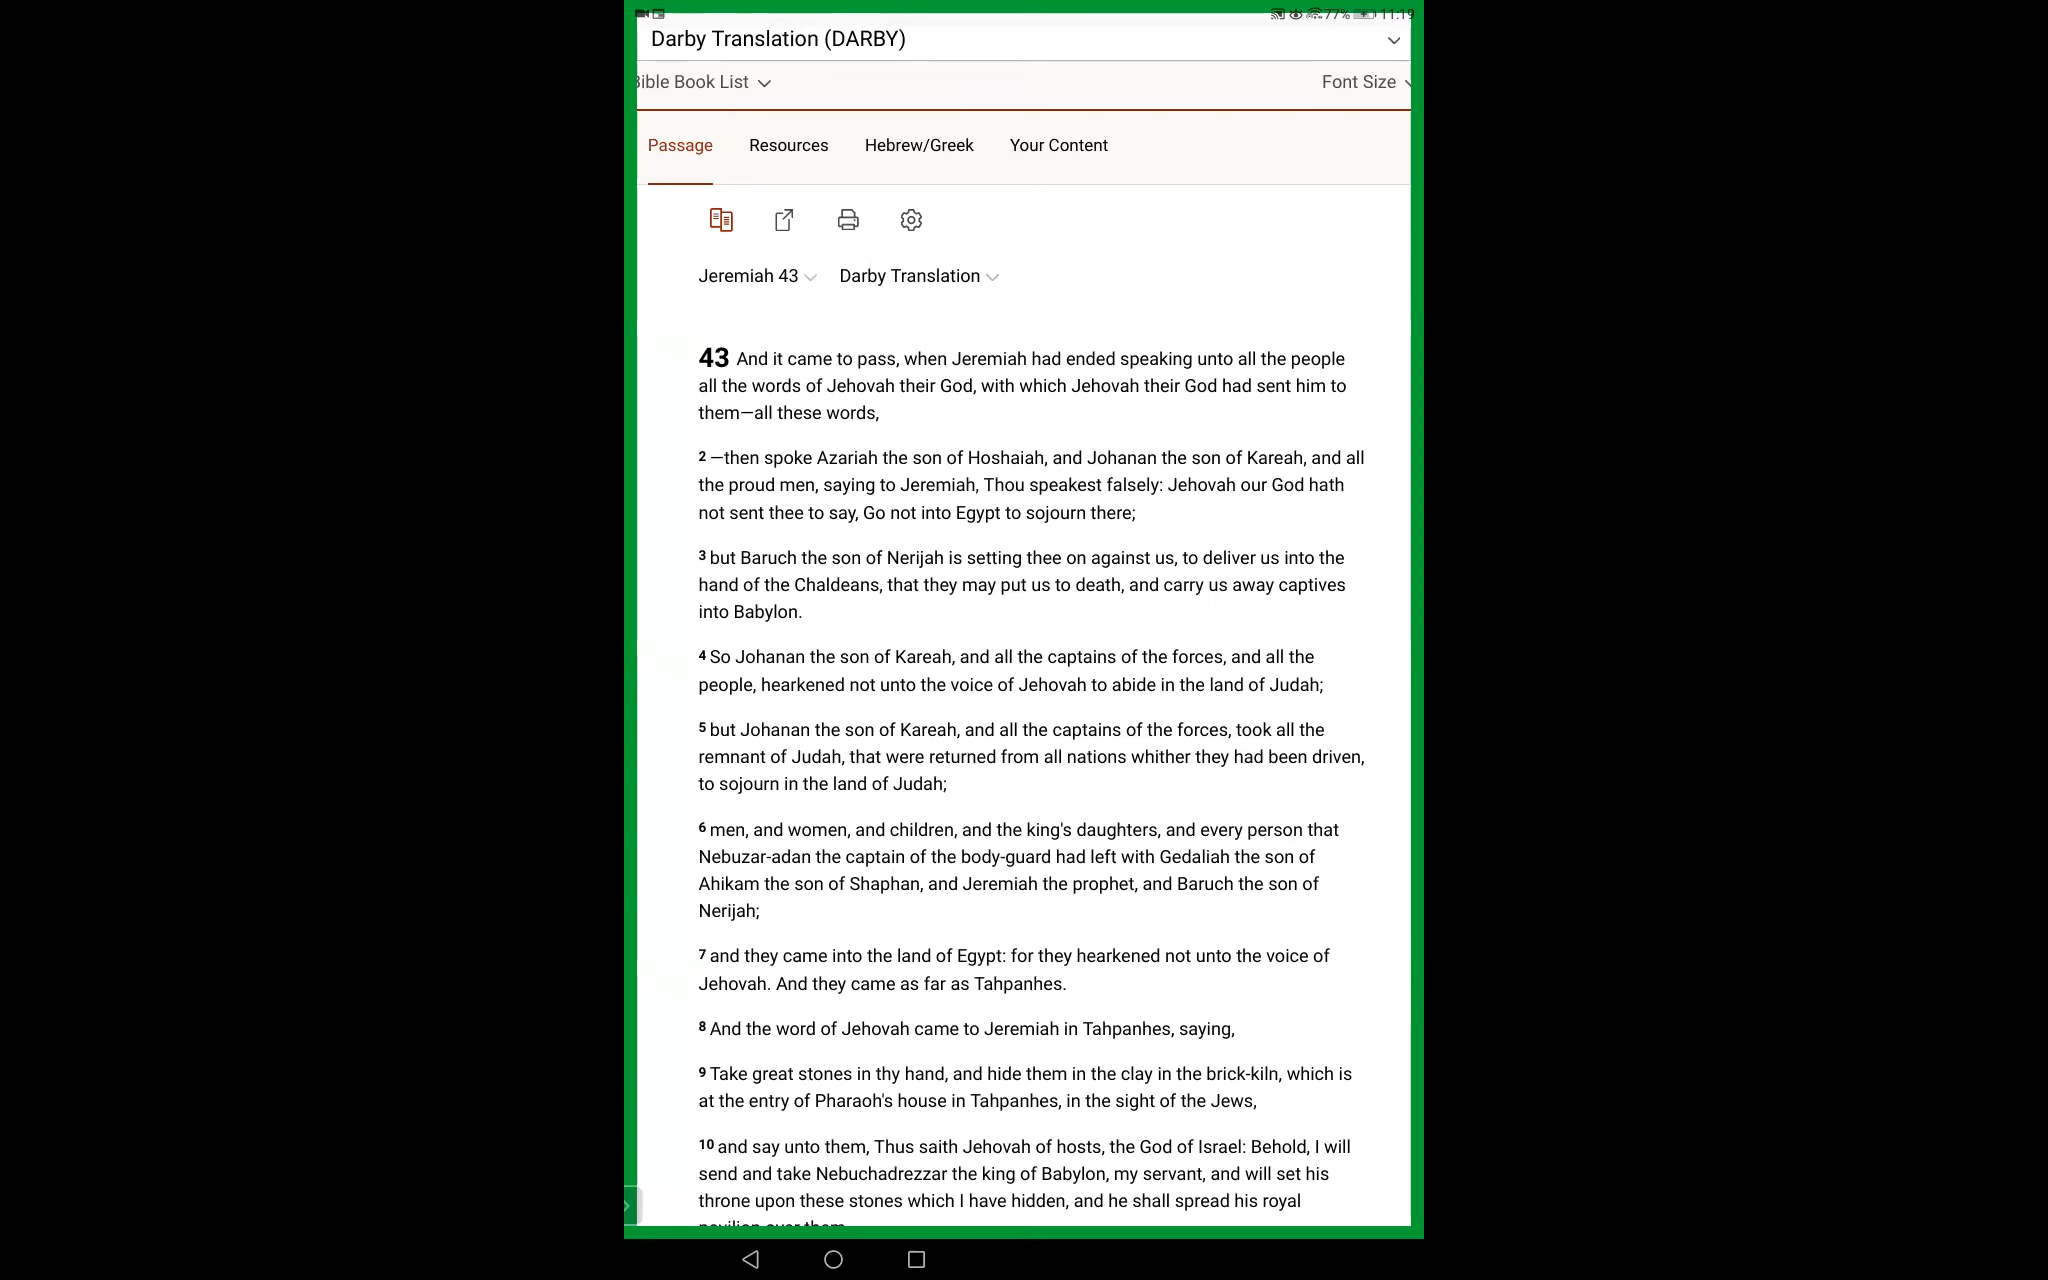 77% 11:19
Darby Translation (DARBY)
Bible Book List Font Size
Passage Resources Hebrew/Greek Your Content
Jeremiah 43 Darby Translation
43 And it came to pass, when Jeremiah had ended speaking unto all the people
all the words of Jehovah their God, with which Jehovah their God had sent him to
them—all these words,
2 —then spoke Azariah the son of Hoshaiah, and Johanan the son of Kareah, and all
the proud men, saying to Jeremiah, Thou speakest falsely: Jehovah our God hath
not sent thee to say, Go not into Egypt to sojourn there;
3 but Baruch the son of Nerijah is setting thee on against us, to deliver us into the
hand of the Chaldeans, that they may put us to death, and carry us away captives
into Babylon.
4 So Johanan the son of Kareah, and all the captains of the forces, and all the
people, hearkened not unto the voice of Jehovah to abide in the land of Judah;
5 but Johanan the son of Kareah, and all the captains of the forces, took all the
remnant of Judah, that were returned from all nations whither they had been driven,
to sojourn in the land of Judah;
6 men, and women, and children, and the king's daughters, and every person that
Nebuzar-adan the captain of the body-guard had left with Gedaliah the son of
Ahikam the son of Shaphan, and Jeremiah the prophet, and Baruch the son of
Nerijah;
7 and they came into the land of Egypt: for they hearkened not unto the voice of
Jehovah. And they came as far as Tahpanhes.
8 And the word of Jehovah came to Jeremiah in Tahpanhes, saying,
9 Take great stones in thy hand, and hide them in the clay in the brick-kiln, which is
at the entry of Pharaoh's house in Tahpanhes, in the sight of the Jews,
10 and say unto them, Thus saith Jehovah of hosts, the God of Israel: Behold, I will
send and take Nebuchadrezzar the king of Babylon, my servant, and will set his
throne upon these stones which I have hidden, and he shall spread his royal
pavilion over them